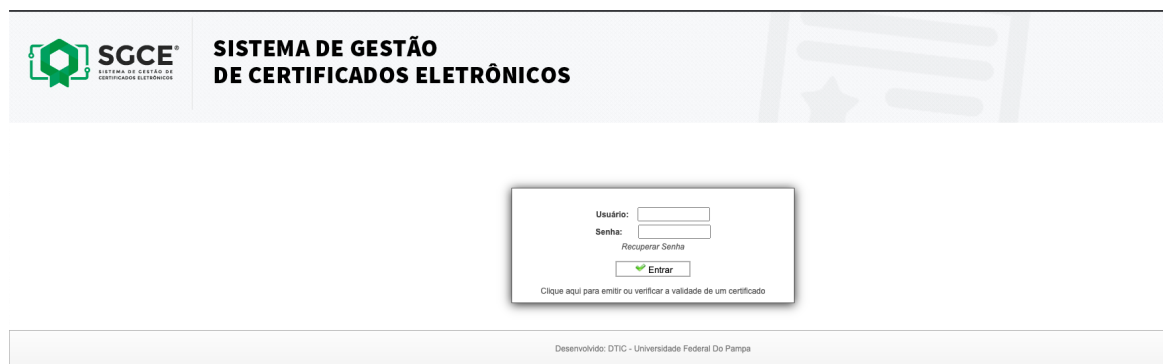 SGCE®
SISTEMA DE GESTÃO DE
CERTIFICADOS ELETRÔNICOS
SISTEMA DE GESTÃO
DE CERTIFICADOS ELETRÔNICOS
Usuário:
Senha:
Recuperar Senha
Entrar
Clique aqui para emitir ou verificar a validade de um certificado
Desenvolvido: DTIC - Universidade Federal Do Pampa